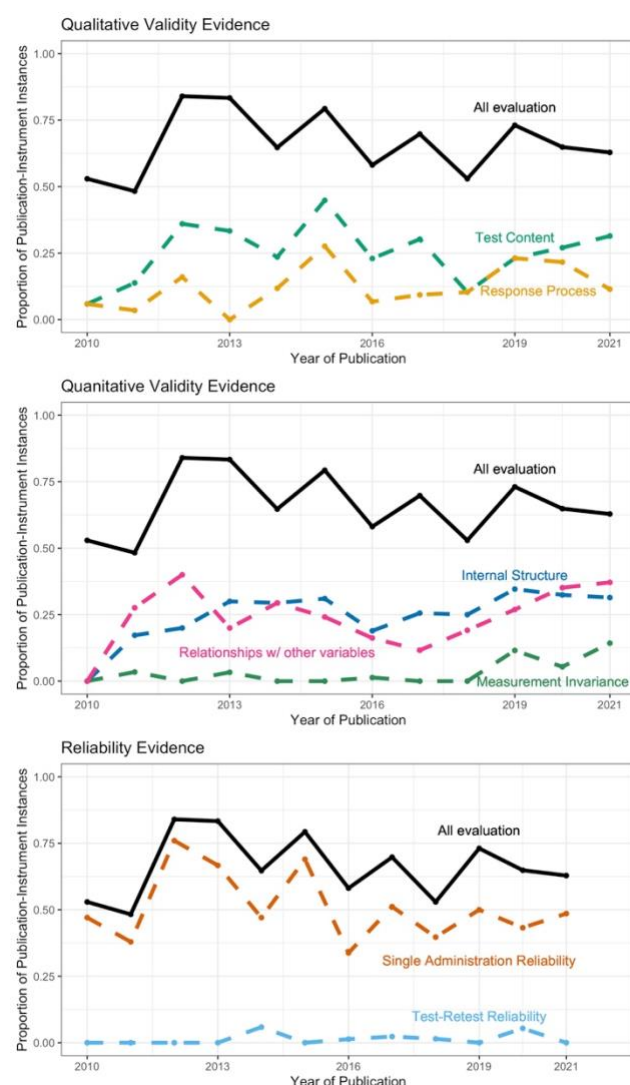 Qualitative Validity Evidence
Proportion of Publication-Instrument Instances
1.00
0.75
0.50
0.25
0.00
All evaluation
Test Content
Response Process
2010
2013
2016
2019
2021
Year of Publication
Quanitative Validity Evidence
Proportion of Publication-Instrument Instances
1.00
0.75
0.50
0.25
0.00
All evaluation
Internal Structure
Relationships w/ other variables
Measurement Invariance
2010
2013
2016
2019
2021
Year of Publication
Reliability Evidence
Proportion of Publication-Instrument Instances
1.00
0.75
0.50
0.25
0.00
All evaluation
Single Administration Reliability
Test-Retest Reliability
2010
2013
2016
2019
2021
Year of Publication